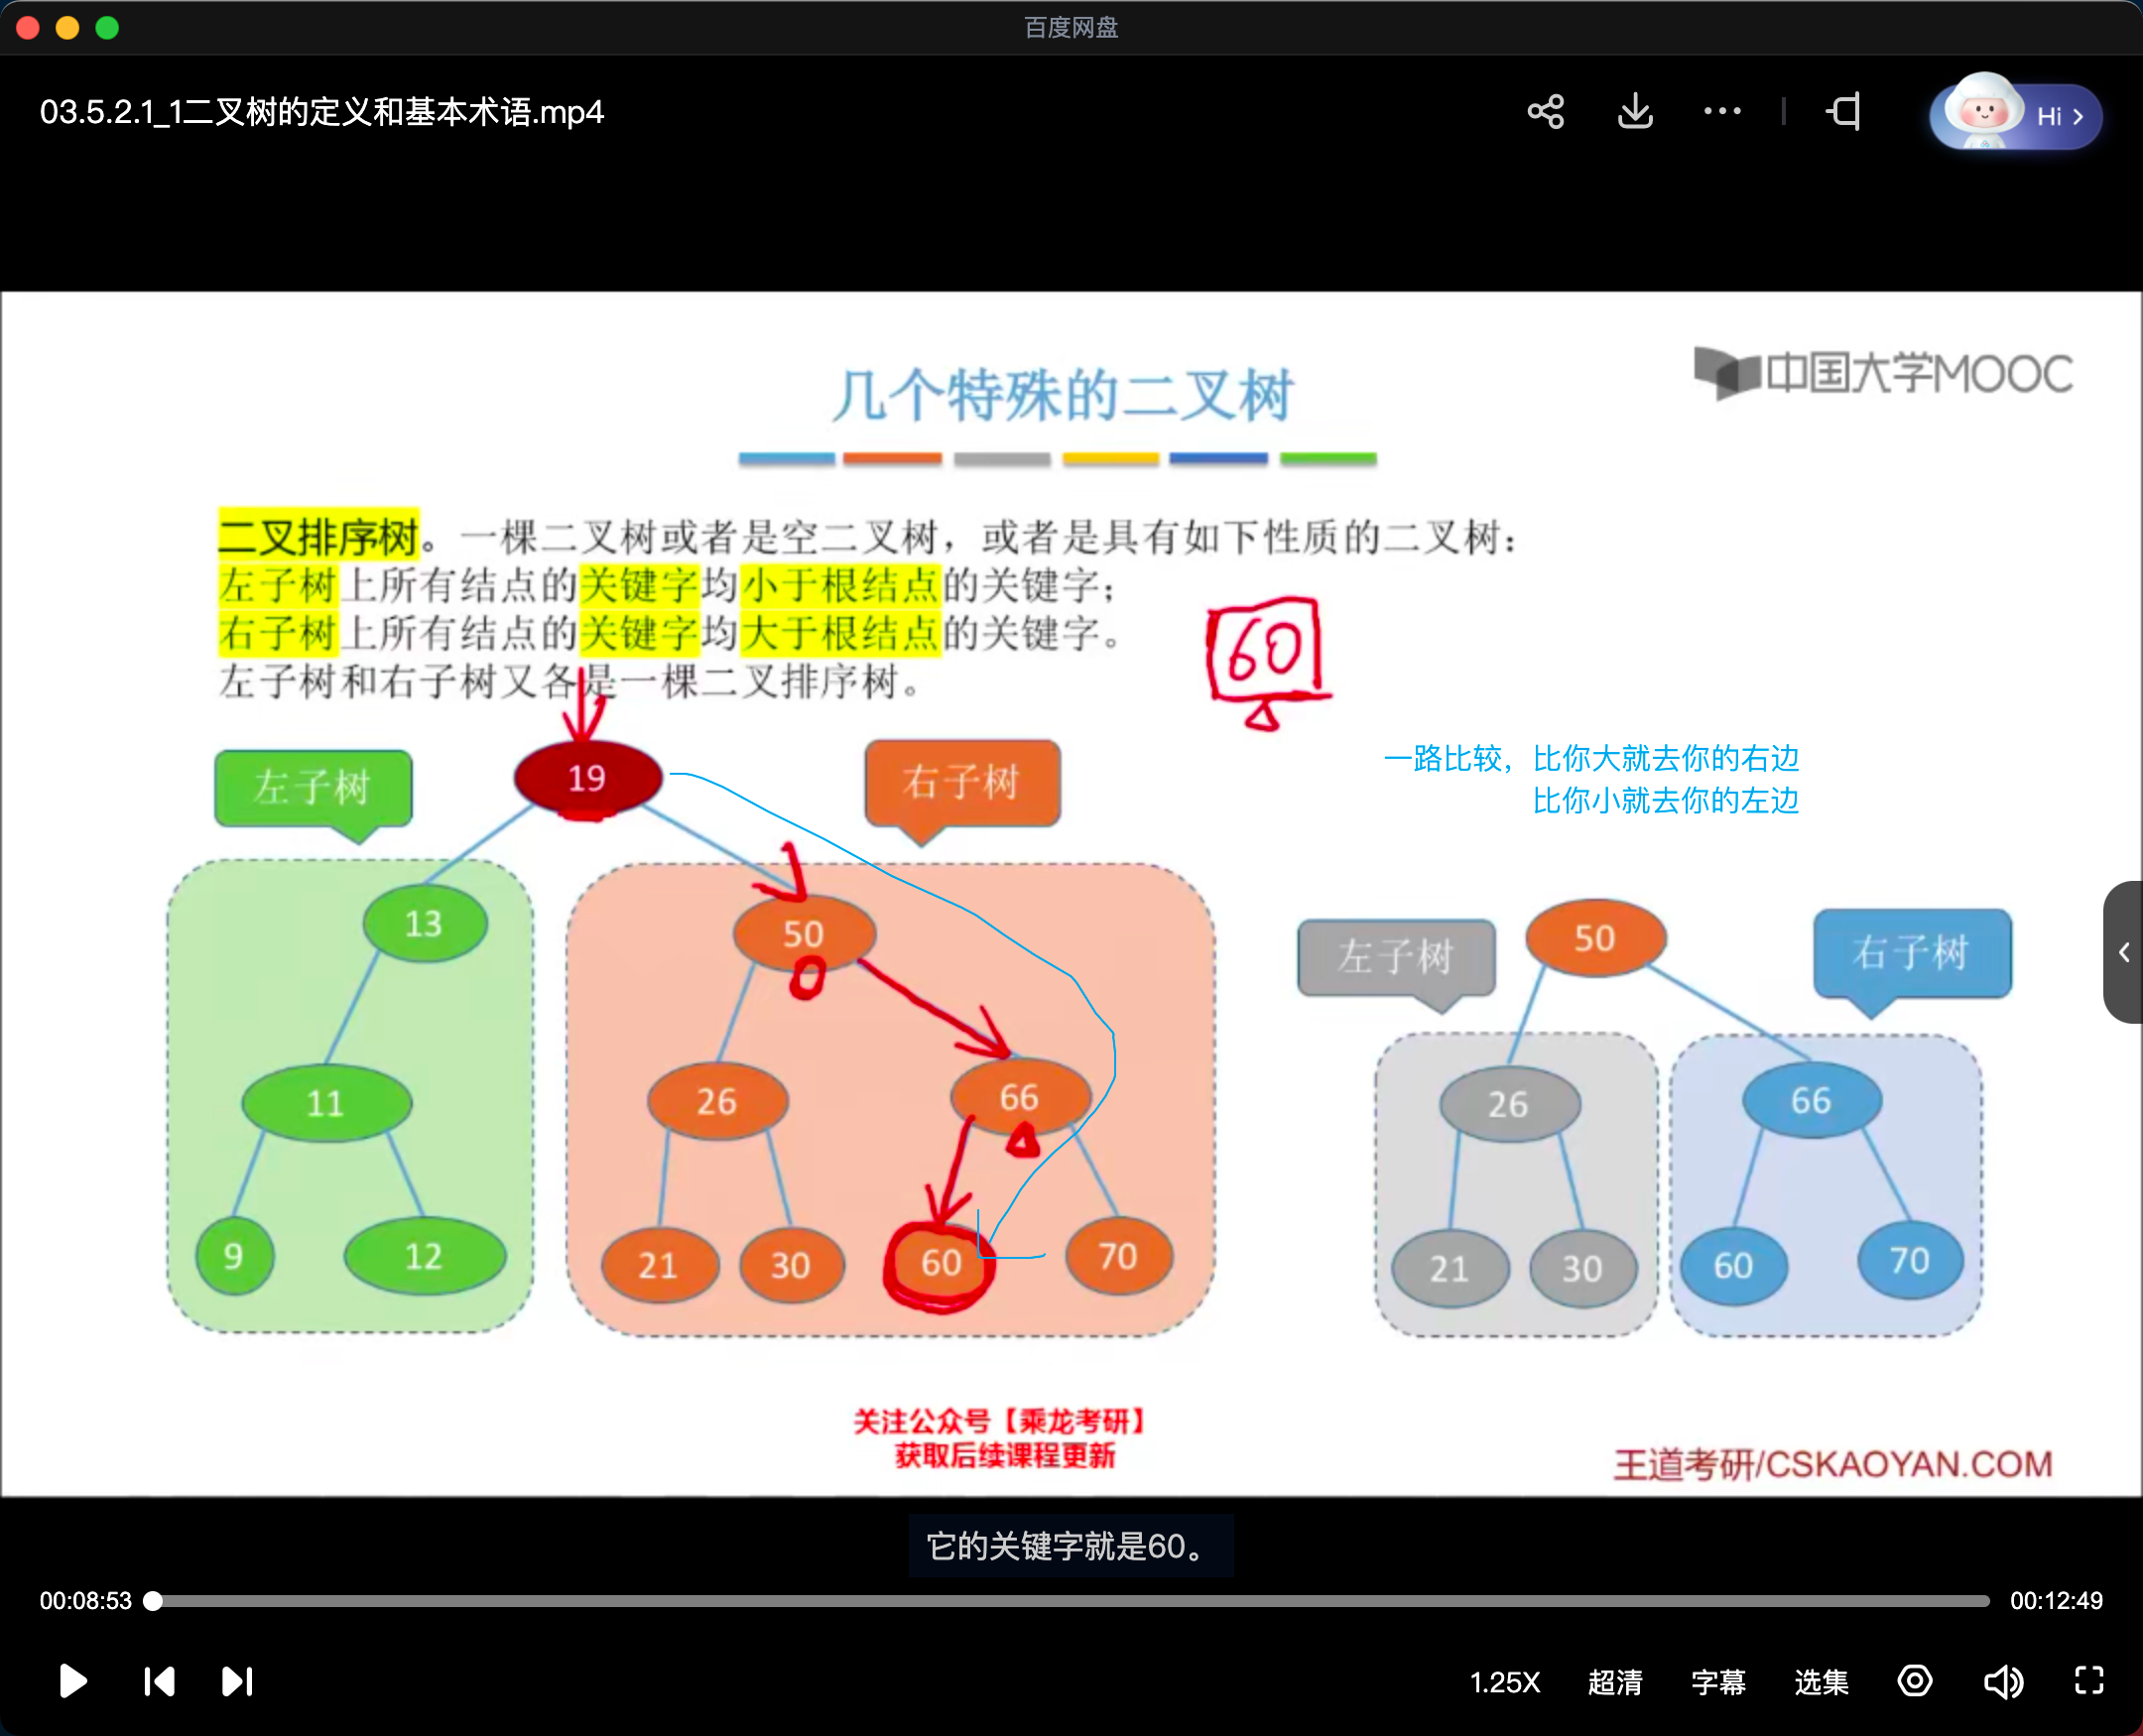 百度网盘
03.5.2.1_1二叉树的定义和基本术语.mp4
Hi
中国大学MOOC
几个特殊的二叉树
二叉排序树。一棵二叉树或者是空二叉树，或者是具有如下性质的二叉树：
左子树上所有结点的关键字均小于根结点的关键字；
右子树上所有结点的关键字均大于根结点的关键字。
左子树和右子树又各是一棵二叉排序树。
60
一路比较，比你大就去你的右边
比你小就去你的左边
左子树
19
右子树
13
50
11
26
66
9
12
21
30
60
70
左子树
50
右子树
26
66
21
30
60
70
关注公众号【乘龙考研】
获取后续课程更新
王道考研/CSKAOYAN.COM
它的关键字就是60。
00:08:53
00:12:49
1.25X
超清
字幕
选集